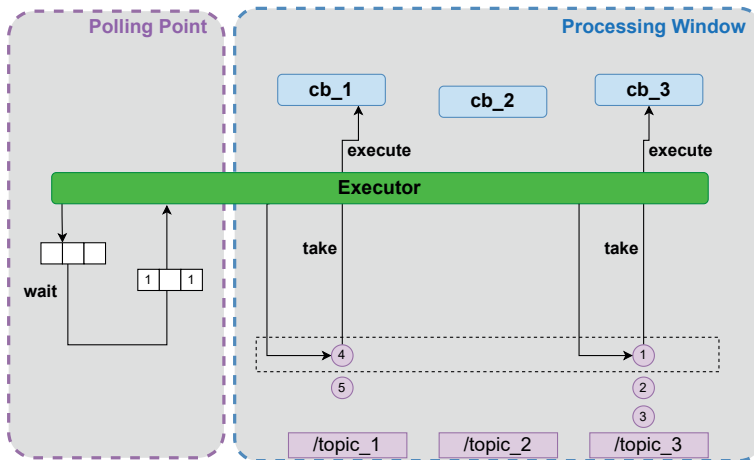 Polling Point
Processing Window
cb_1
cb_2
cb_3
execute
execute
Executor
take
take
wait
1 1
4
1
5
2
3
/topic_1
/topic_2
/topic_3